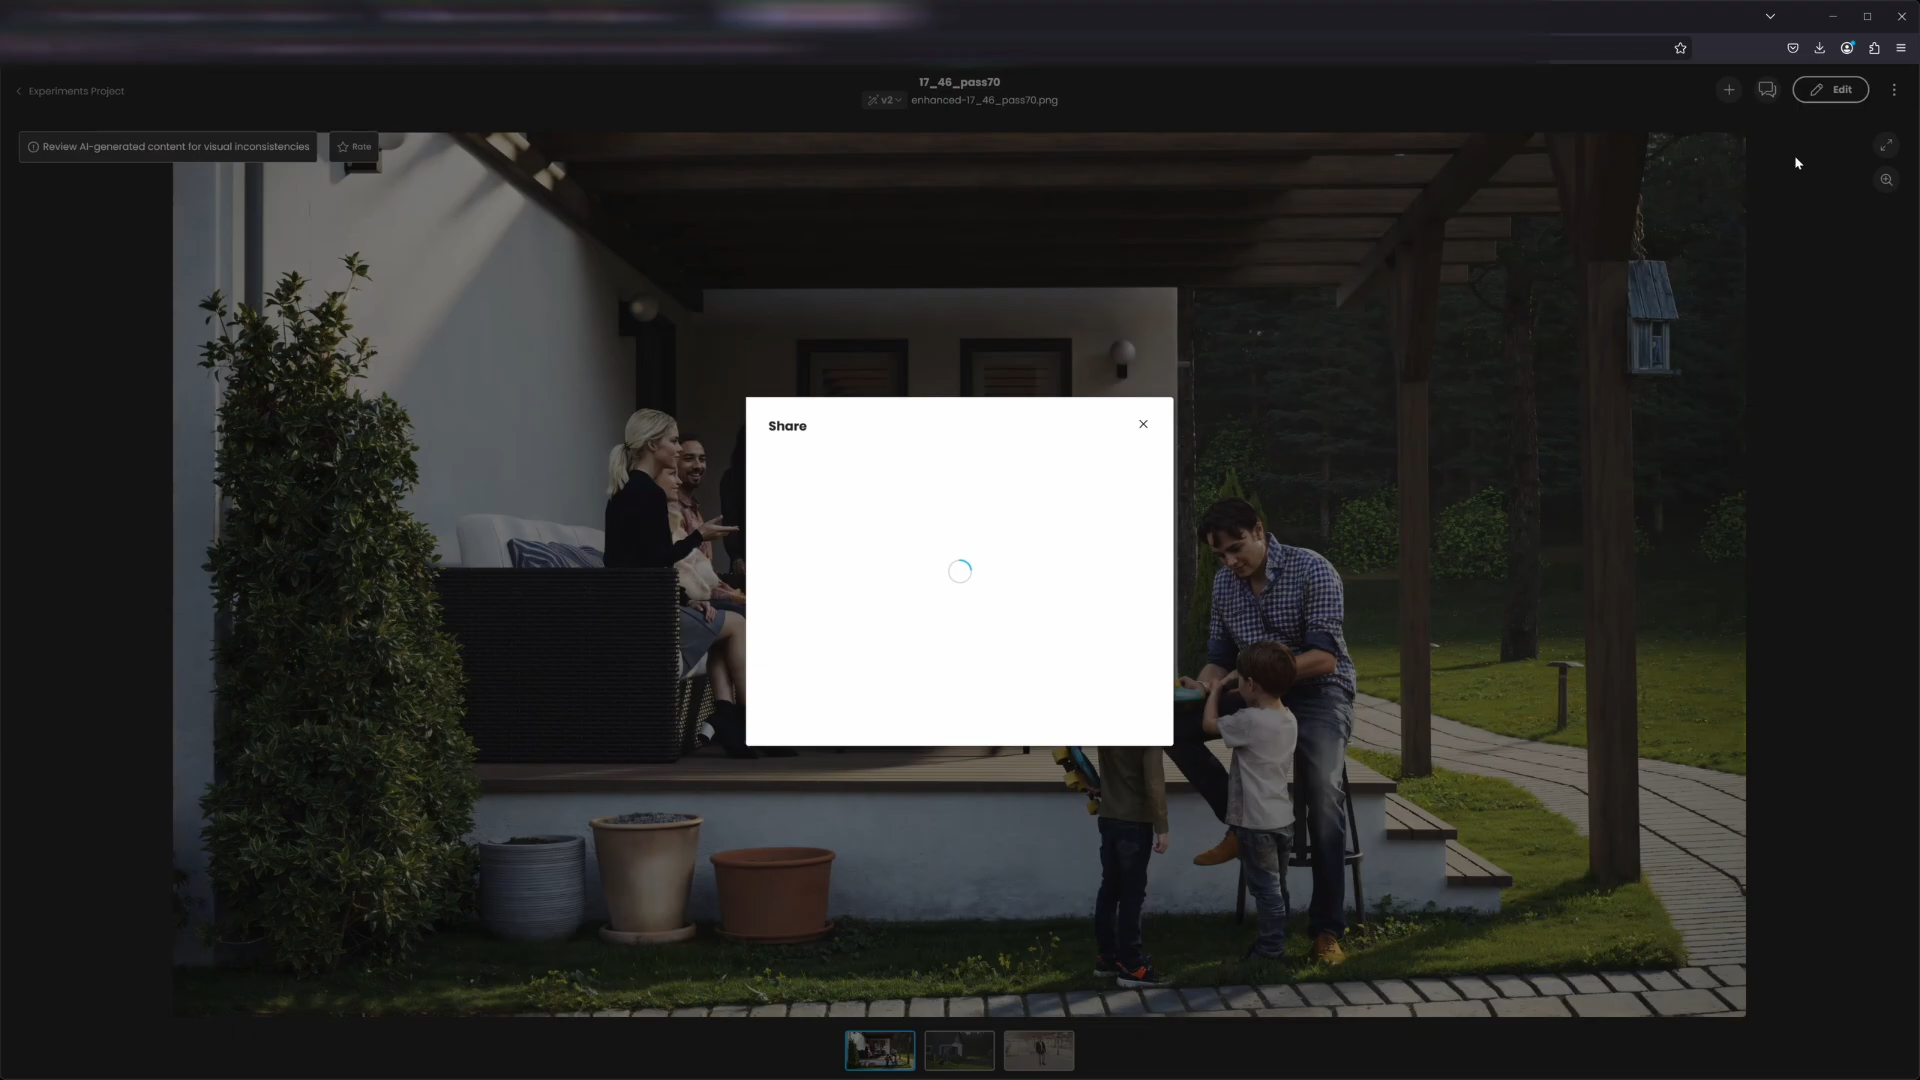 17_46_pass70
Experiments Project
v2
enhanced-17_46_pass70.png
Edit
Review AI-generated content for visual inconsistencies
Rate
Share